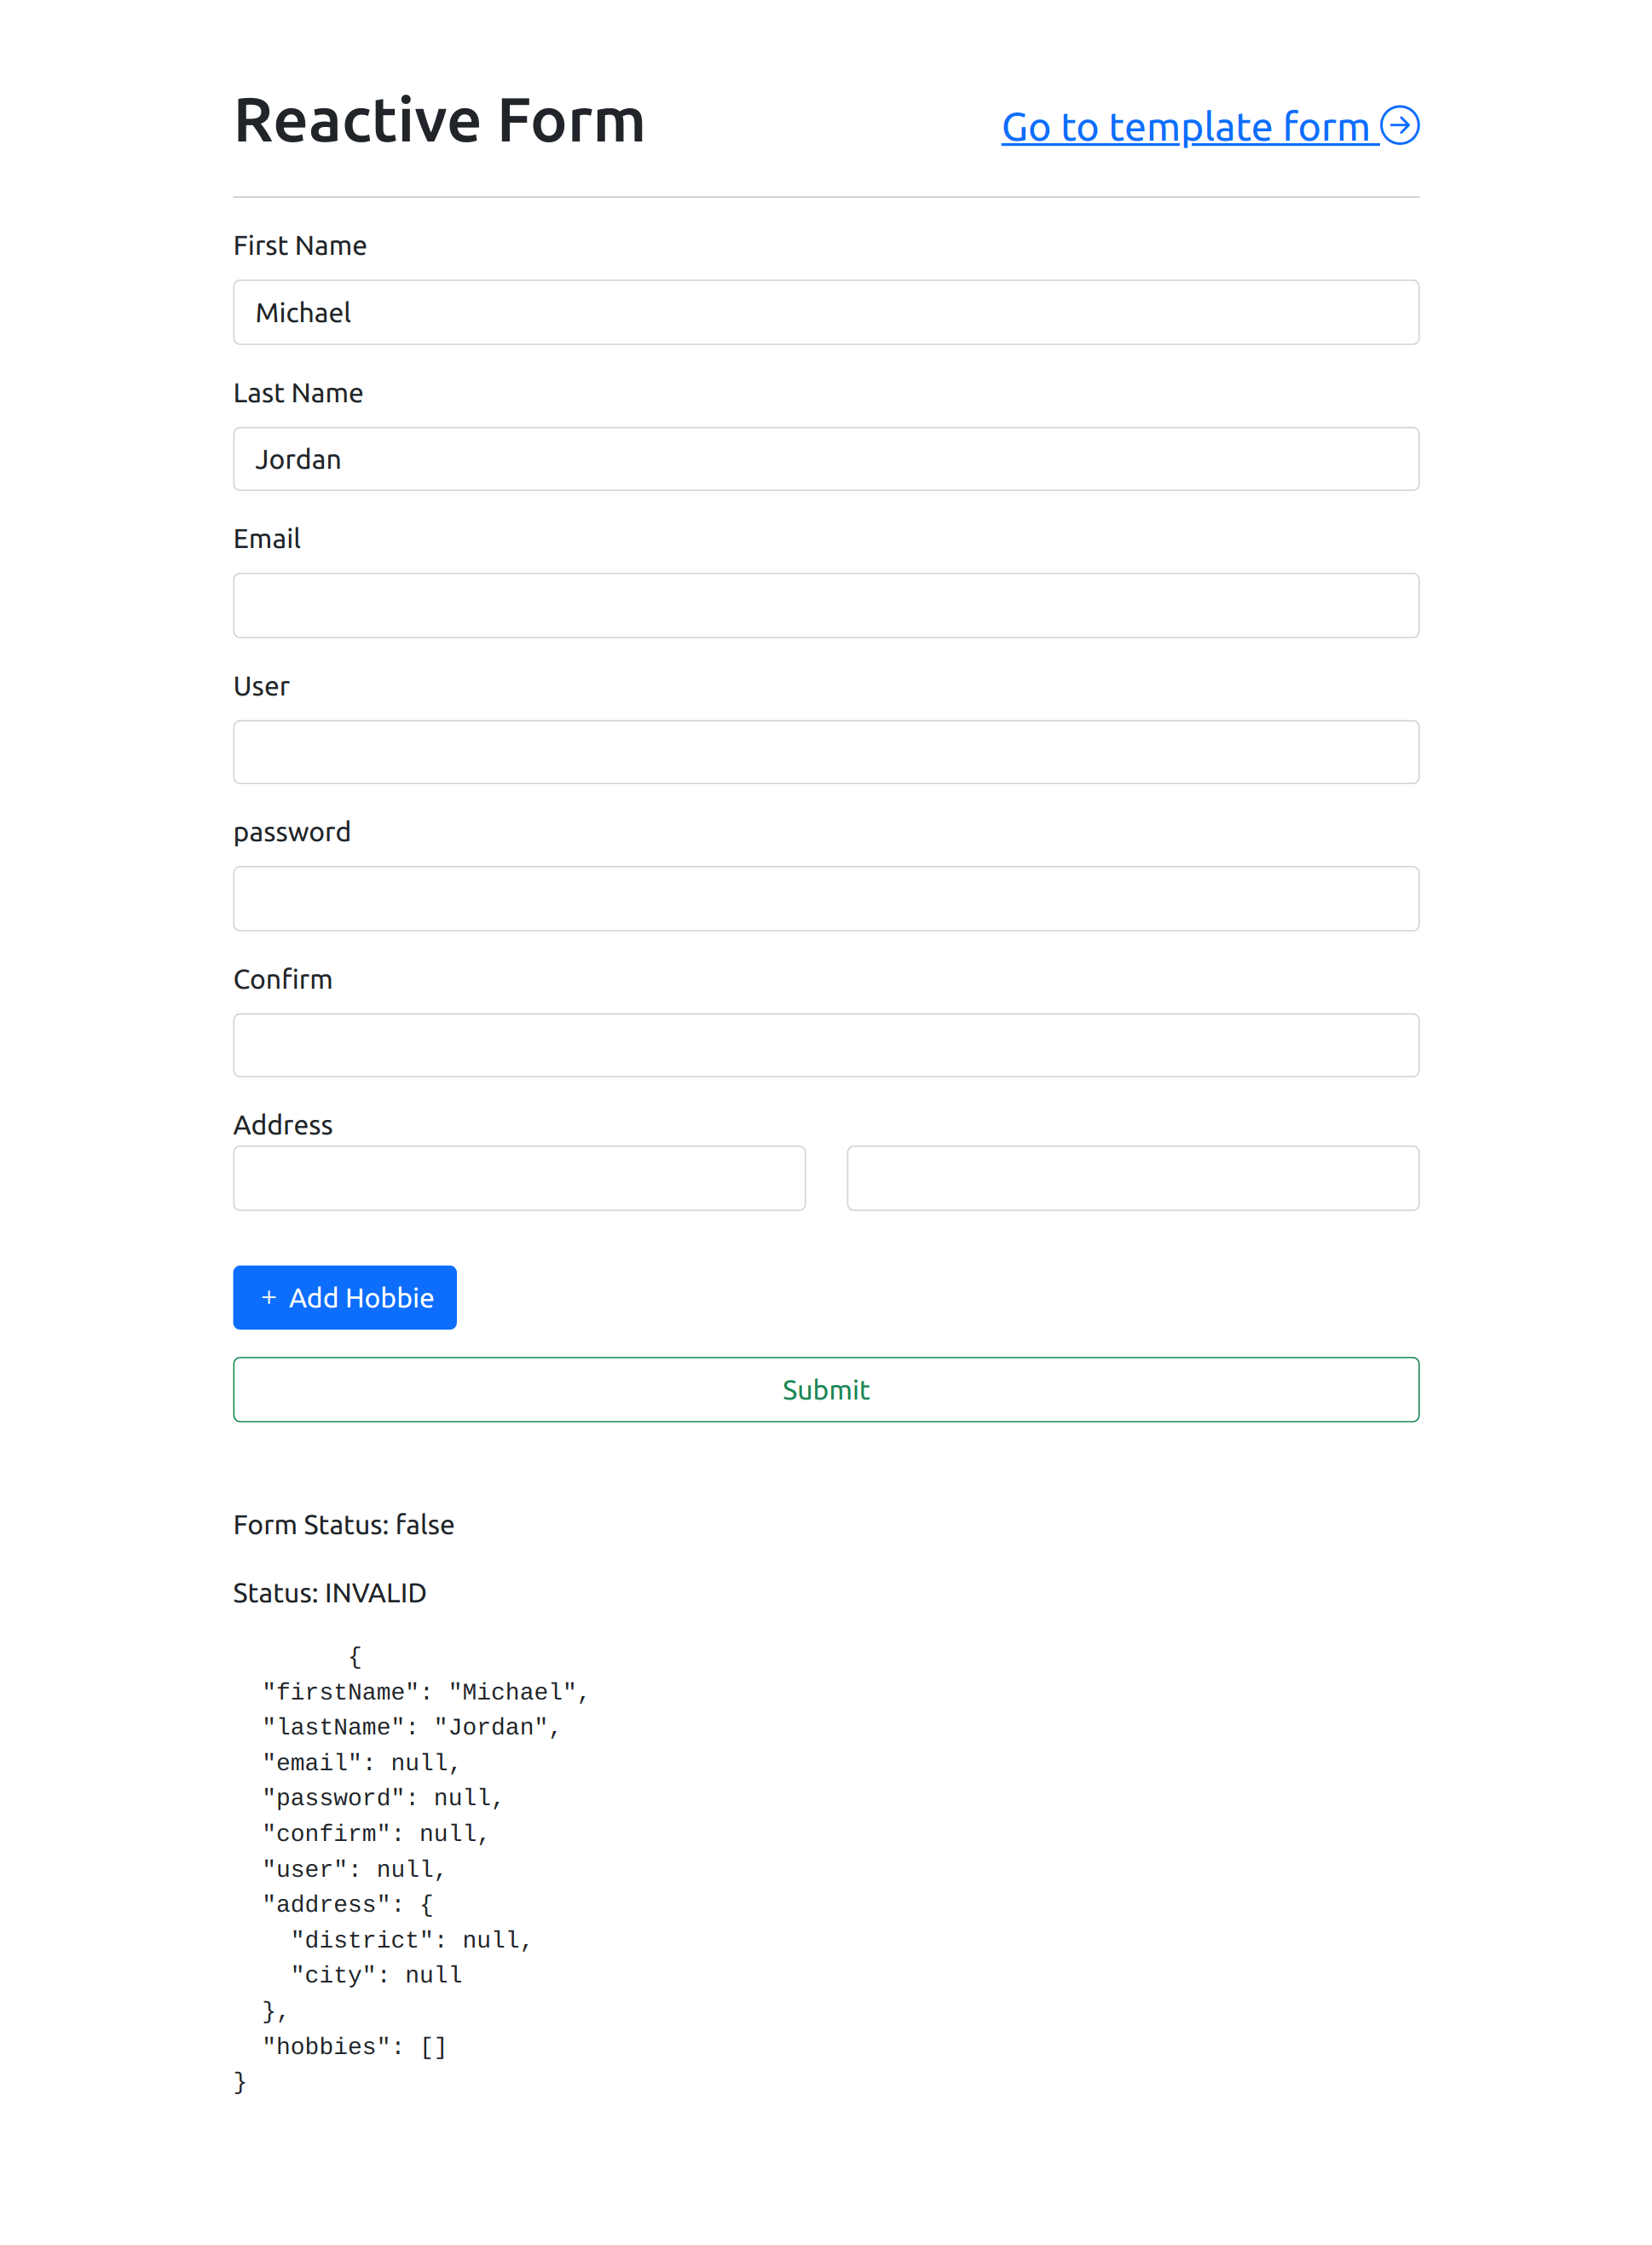 Reactive Form
Go to template form
First Name
Michael
Last Name
Jordan
Email
User
password
Confirm
Address
+ Add Hobbie
Submit
Form Status: false
Status: INVALID
{
"firstName": "Michael",
"lastName": "Jordan",
"email": null,
"password": null,
"confirm": null,
"user": null,
"address": {
"district": null,
"city": null
},
"hobbies": []
}